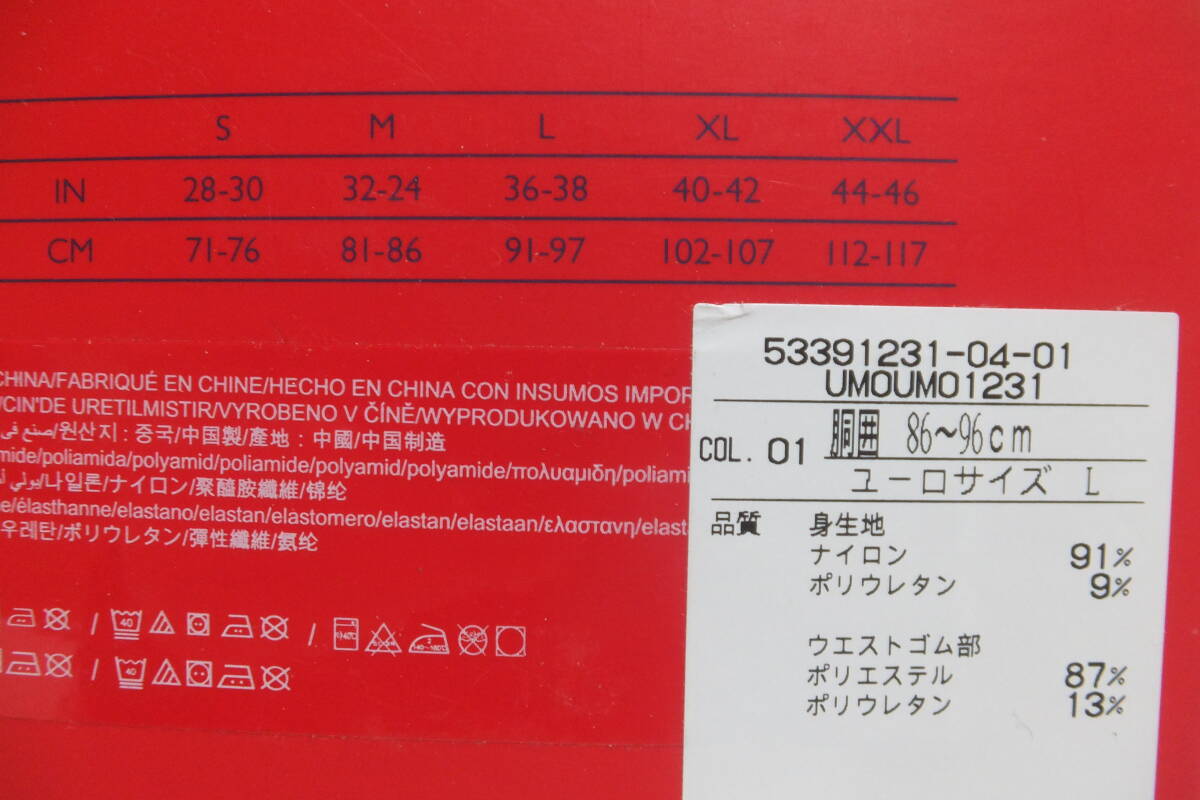 S M L XL XXL
IN 28-30 32-24 36-38 40-42 44-46
CM 71-76 81-86 91-97 102-107 112-117
CHINA/FABRIQUÉ EN CHINE/HECHO EN CHINA CON INSUMOS IMPOR
/CIN'DE URETILMISTIR/VYROBENO V ČÍNĚ/WYPRODUKOWANO W CH
صنع في/원산지 : 중국/中国製/產地 : 中國/中国制造
mide/poliamida/polyamid/poliamide/polyamid/polyamide/πολυαμιδη/poliami
나일론/ナイロン/聚醯胺纖維/锦纶
ne/élasthanne/elastano/elastan/elastomero/elastan/elastaan/ελαστανη/elast
우레탄/ポリウレタン/彈性纖維/氨纶
40
40
53391231-04-01
UMOUMO1231
COL. 01 胴囲 86~96cm
ユーロサイズ L
品質 身生地
ナイロン 91%
ポリウレタン 9%
ウエストゴム部
ポリエステル 87%
ポリウレタン 13%